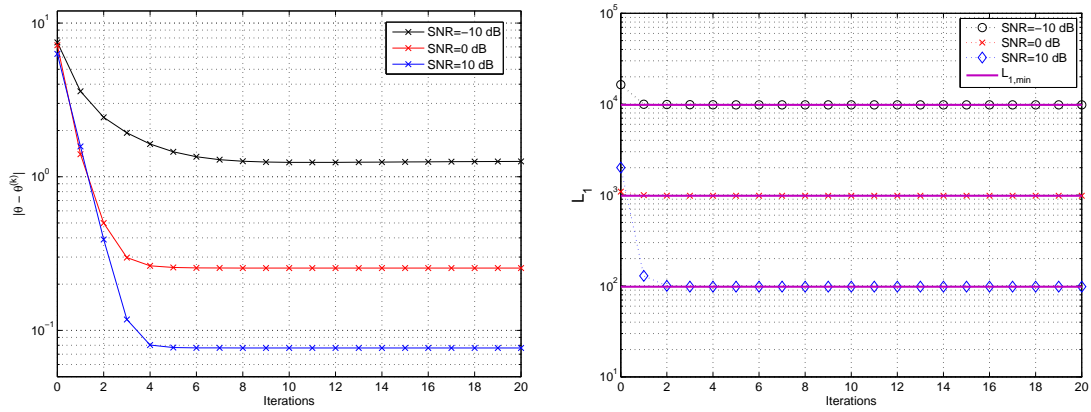 10^1
10^0
10^-1
|θ − θ^(k)|
0 2 4 6 8 10 12 14 16 18 20
Iterations
SNR=−10 dB
SNR=0 dB
SNR=10 dB
10^5
10^4
10^3
10^2
10^1
L_1
0 2 4 6 8 10 12 14 16 18 20
Iterations
SNR=−10 dB
SNR=0 dB
SNR=10 dB
L_1,min